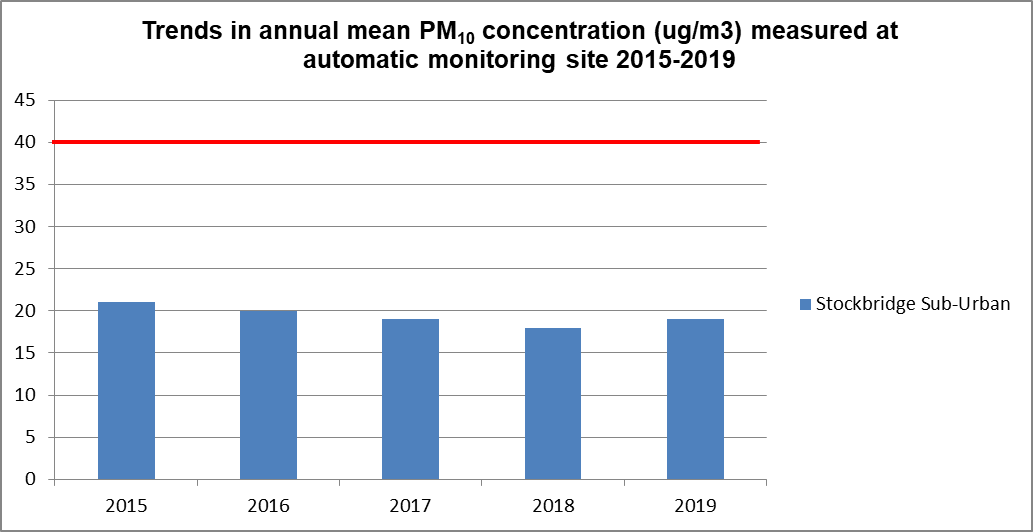 Trends in annual mean PM₁₀ concentration (ug/m3) measured at
automatic monitoring site 2015-2019
45
40
35
30
25
20
15
10
5
0
Stockbridge Sub-Urban
2015 2016 2017 2018 2019